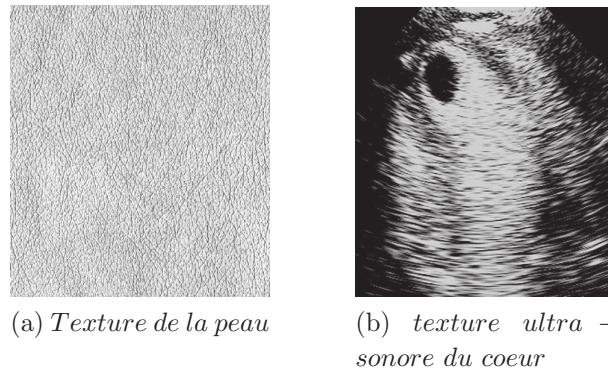 (a) Texture de la peau
(b) texture ultra -
sonore du coeur